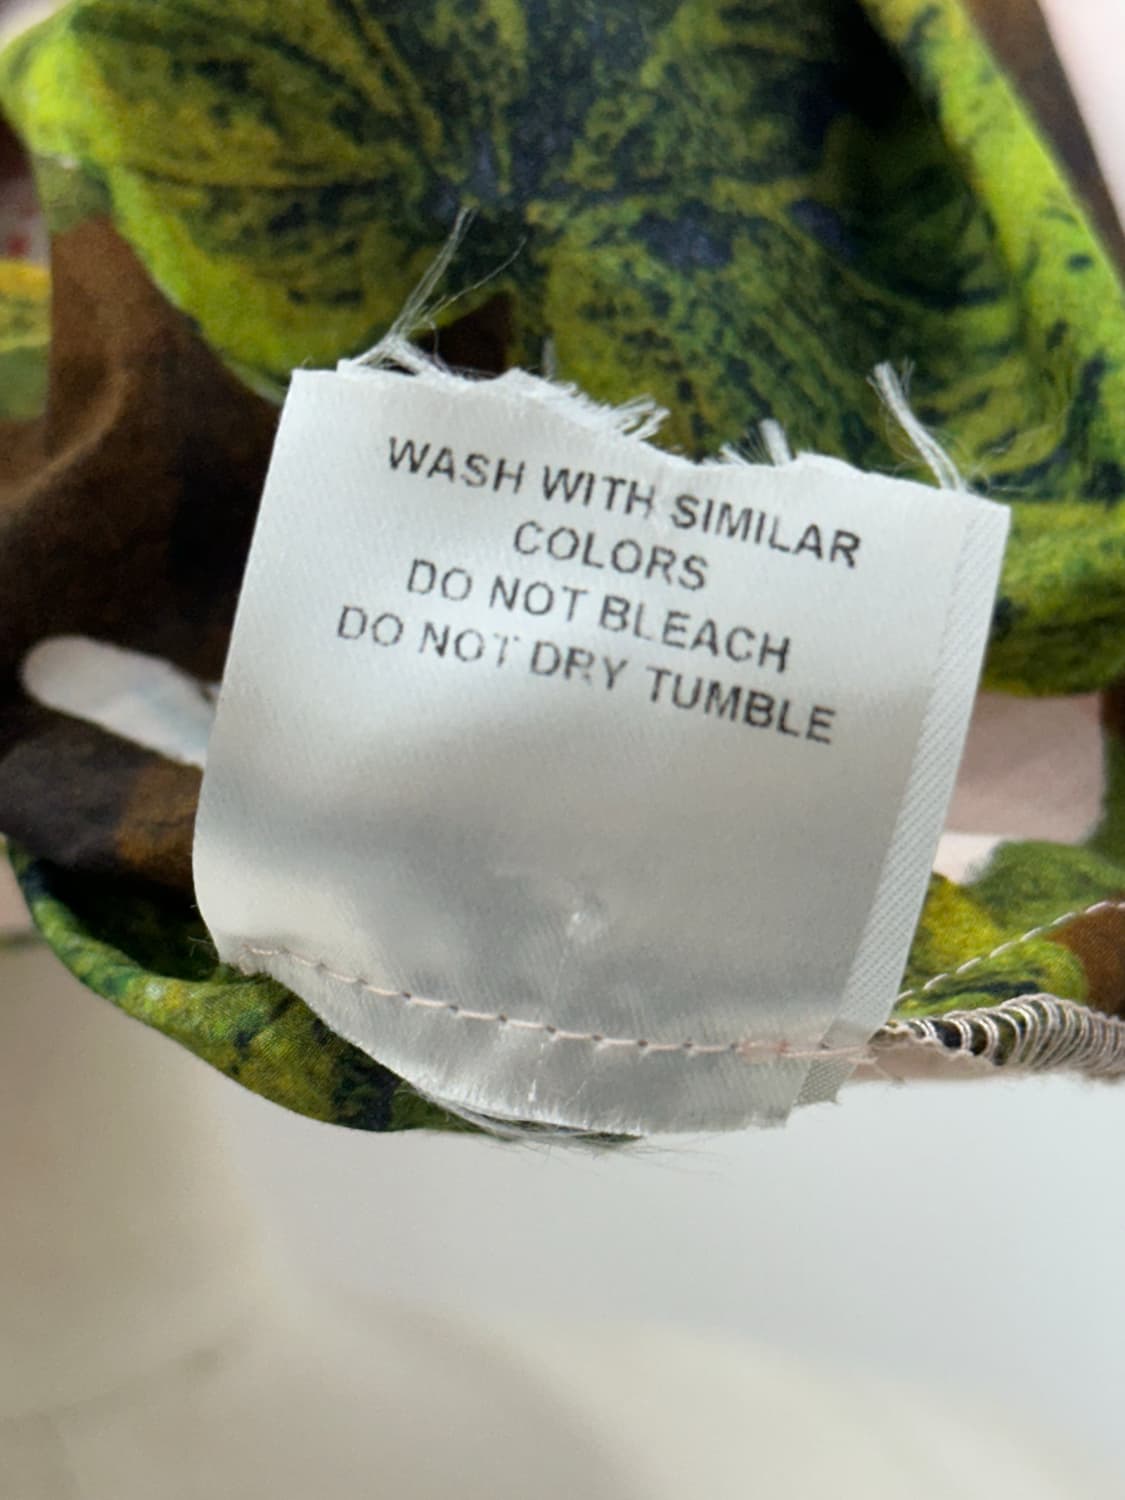 WASH WITH SIMILAR
COLORS
DO NOT BLEACH
DO NOT DRY TUMBLE